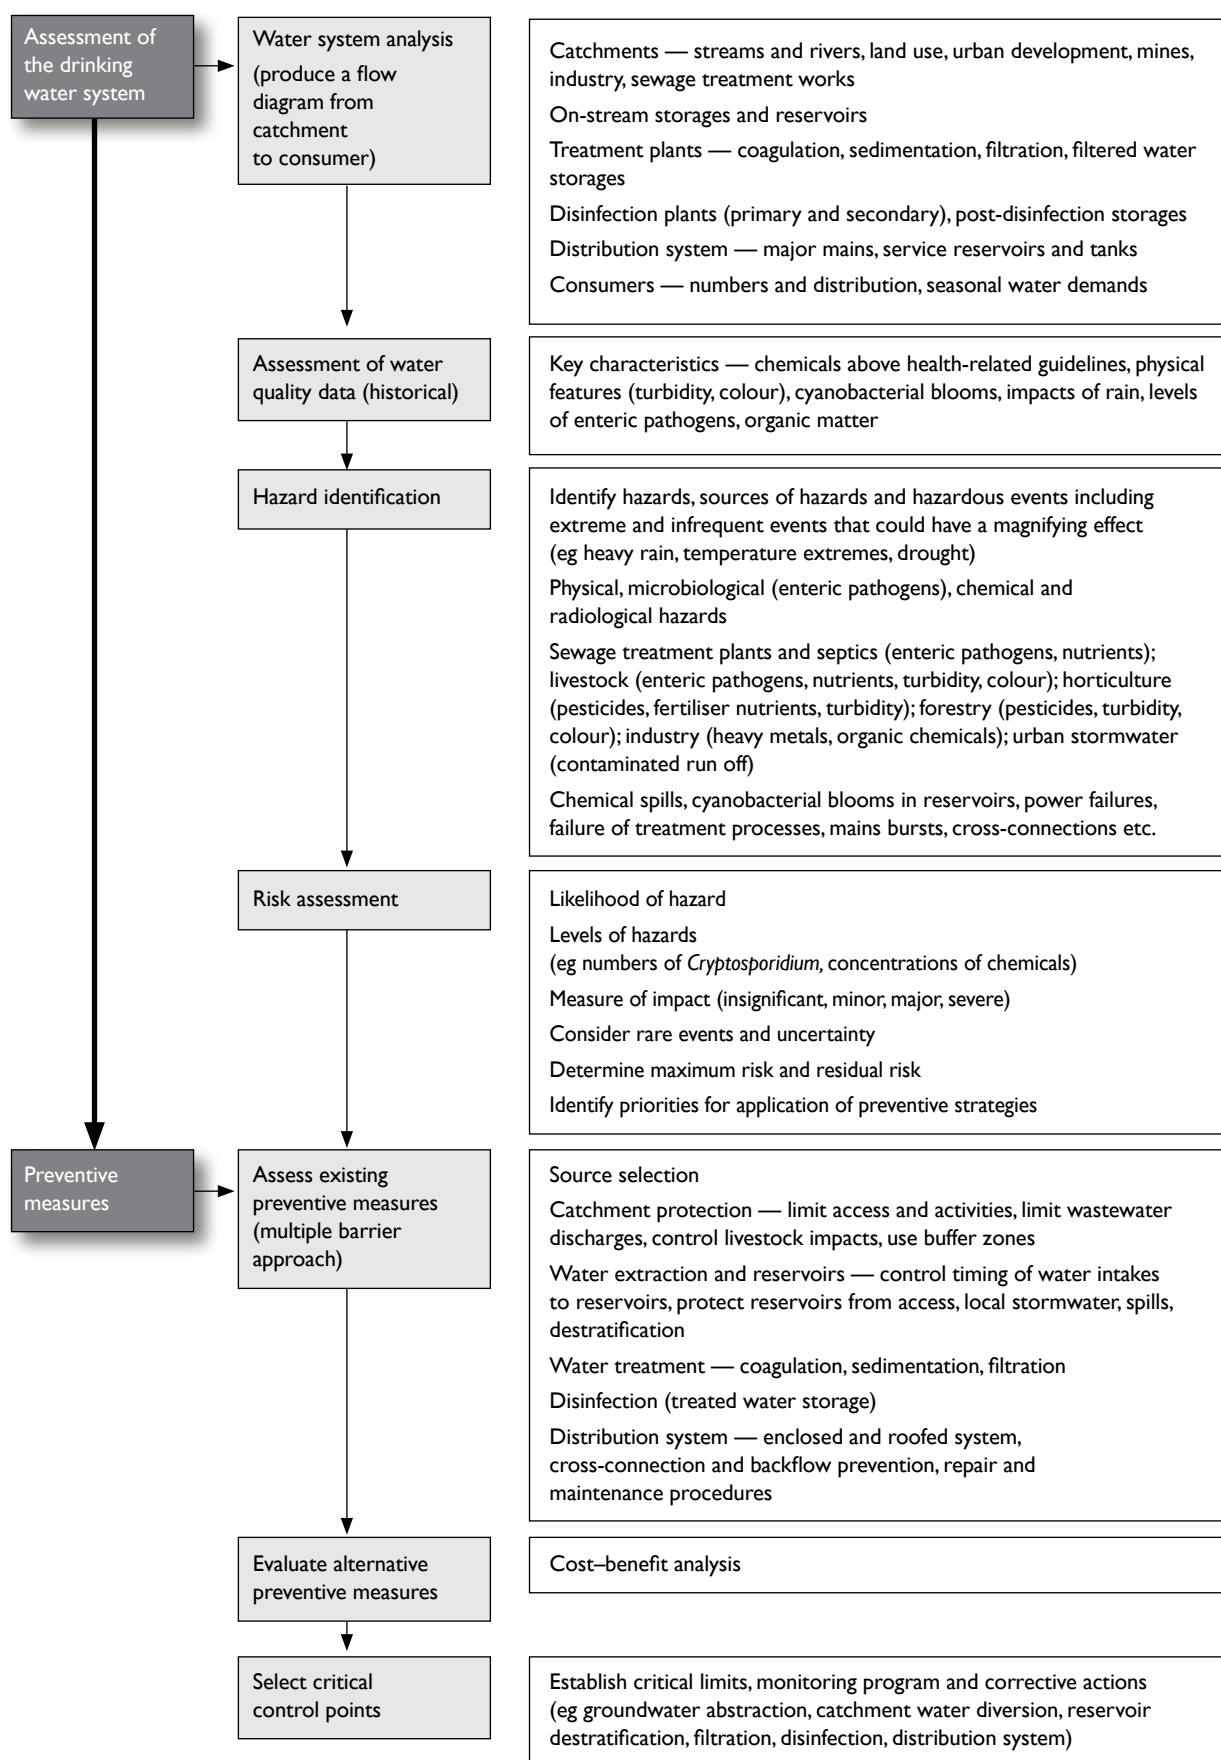 Assessment of
the drinking
water system
Water system analysis
(produce a flow
diagram from
catchment
to consumer)
Catchments — streams and rivers, land use, urban development, mines,
industry, sewage treatment works
On-stream storages and reservoirs
Treatment plants — coagulation, sedimentation, filtration, filtered water
storages
Disinfection plants (primary and secondary), post-disinfection storages
Distribution system — major mains, service reservoirs and tanks
Consumers — numbers and distribution, seasonal water demands
Assessment of water
quality data (historical)
Key characteristics — chemicals above health-related guidelines, physical
features (turbidity, colour), cyanobacterial blooms, impacts of rain, levels
of enteric pathogens, organic matter
Hazard identification
Identify hazards, sources of hazards and hazardous events including
extreme and infrequent events that could have a magnifying effect
(eg heavy rain, temperature extremes, drought)
Physical, microbiological (enteric pathogens), chemical and
radiological hazards
Sewage treatment plants and septics (enteric pathogens, nutrients);
livestock (enteric pathogens, nutrients, turbidity, colour); horticulture
(pesticides, fertiliser nutrients, turbidity); forestry (pesticides, turbidity,
colour); industry (heavy metals, organic chemicals); urban stormwater
(contaminated run off)
Chemical spills, cyanobacterial blooms in reservoirs, power failures,
failure of treatment processes, mains bursts, cross-connections etc.
Risk assessment
Likelihood of hazard
Levels of hazards
(eg numbers of Cryptosporidium, concentrations of chemicals)
Measure of impact (insignificant, minor, major, severe)
Consider rare events and uncertainty
Determine maximum risk and residual risk
Identify priorities for application of preventive strategies
Preventive
measures
Assess existing
preventive measures
(multiple barrier
approach)
Source selection
Catchment protection — limit access and activities, limit wastewater
discharges, control livestock impacts, use buffer zones
Water extraction and reservoirs — control timing of water intakes
to reservoirs, protect reservoirs from access, local stormwater, spills,
destratification
Water treatment — coagulation, sedimentation, filtration
Disinfection (treated water storage)
Distribution system — enclosed and roofed system,
cross-connection and backflow prevention, repair and
maintenance procedures
Evaluate alternative
preventive measures
Cost–benefit analysis
Select critical
control points
Establish critical limits, monitoring program and corrective actions
(eg groundwater abstraction, catchment water diversion, reservoir
destratification, filtration, disinfection, distribution system)